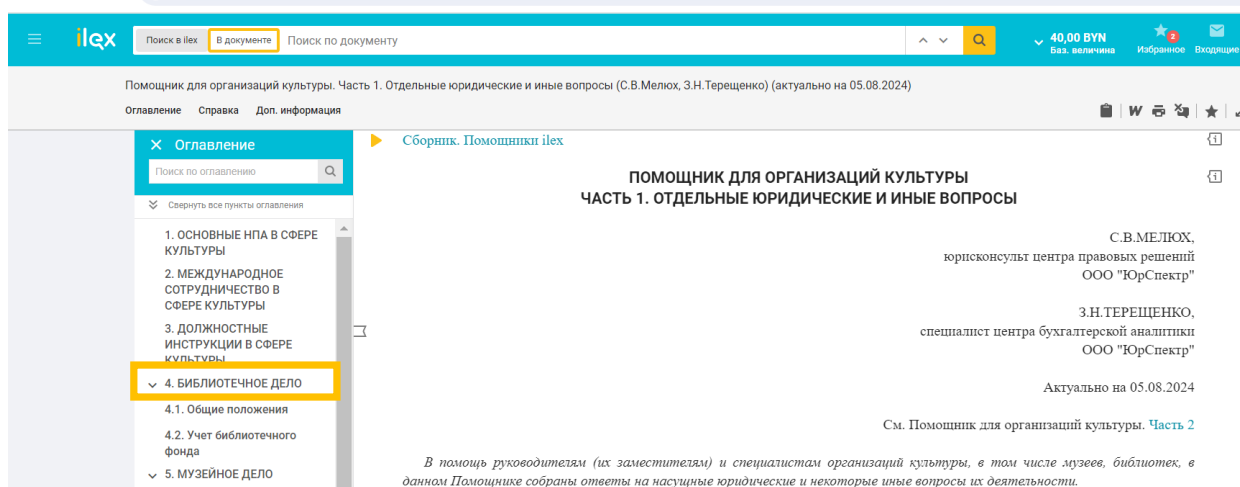 ilex
Поиск в ilex
В документе
Поиск по документу
40,00 BYN
Баз. величина
2
Избранное
Входящие
Помощник для организаций культуры. Часть 1. Отдельные юридические и иные вопросы (С.В.Мелюх, З.Н.Терещенко) (актуально на 05.08.2024)
Оглавление Справка Доп. информация
W
Оглавление
Поиск по оглавлению
Свернуть все пункты оглавления
1. ОСНОВНЫЕ НПА В СФЕРЕ
КУЛЬТУРЫ
2. МЕЖДУНАРОДНОЕ
СОТРУДНИЧЕСТВО В
СФЕРЕ КУЛЬТУРЫ
3. ДОЛЖНОСТНЫЕ
ИНСТРУКЦИИ В СФЕРЕ
КУЛЬТУРЫ
4. БИБЛИОТЕЧНОЕ ДЕЛО
4.1. Общие положения
4.2. Учет библиотечного
фонда
5. МУЗЕЙНОЕ ДЕЛО
Сборник. Помощники ilex
ПОМОЩНИК ДЛЯ ОРГАНИЗАЦИЙ КУЛЬТУРЫ
ЧАСТЬ 1. ОТДЕЛЬНЫЕ ЮРИДИЧЕСКИЕ И ИНЫЕ ВОПРОСЫ
С.В.МЕЛЮХ,
юрисконсульт центра правовых решений
ООО "ЮрСпектр"
З.Н.ТЕРЕЩЕНКО,
специалист центра бухгалтерской аналитики
ООО "ЮрСпектр"
Актуально на 05.08.2024
См. Помощник для организаций культуры. Часть 2
В помощь руководителям (их заместителям) и специалистам организаций культуры, в том числе музеев, библиотек, в
данном Помощнике собраны ответы на насущные юридические и некоторые иные вопросы их деятельности.